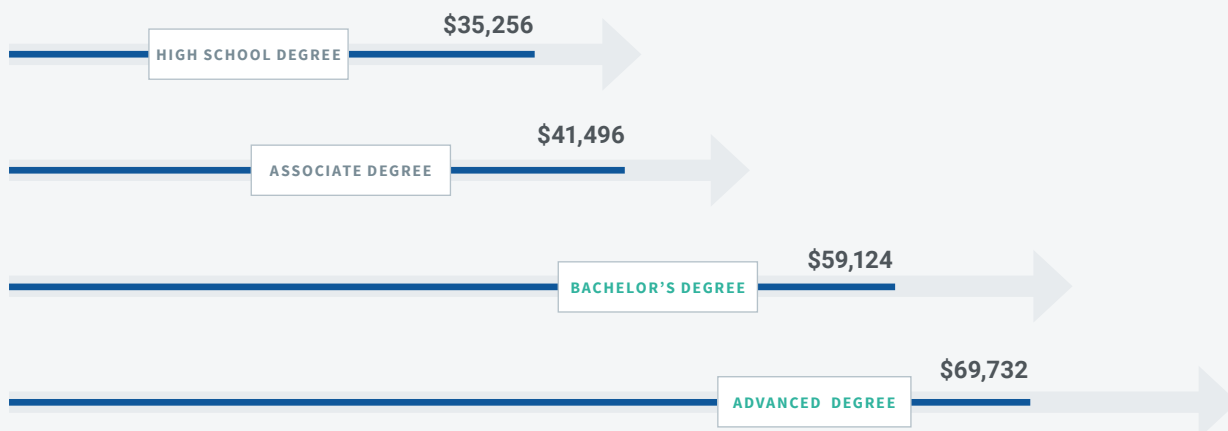 $35,256
HIGH SCHOOL DEGREE
$41,496
ASSOCIATE DEGREE
$59,124
BACHELOR’S DEGREE
$69,732
ADVANCED DEGREE